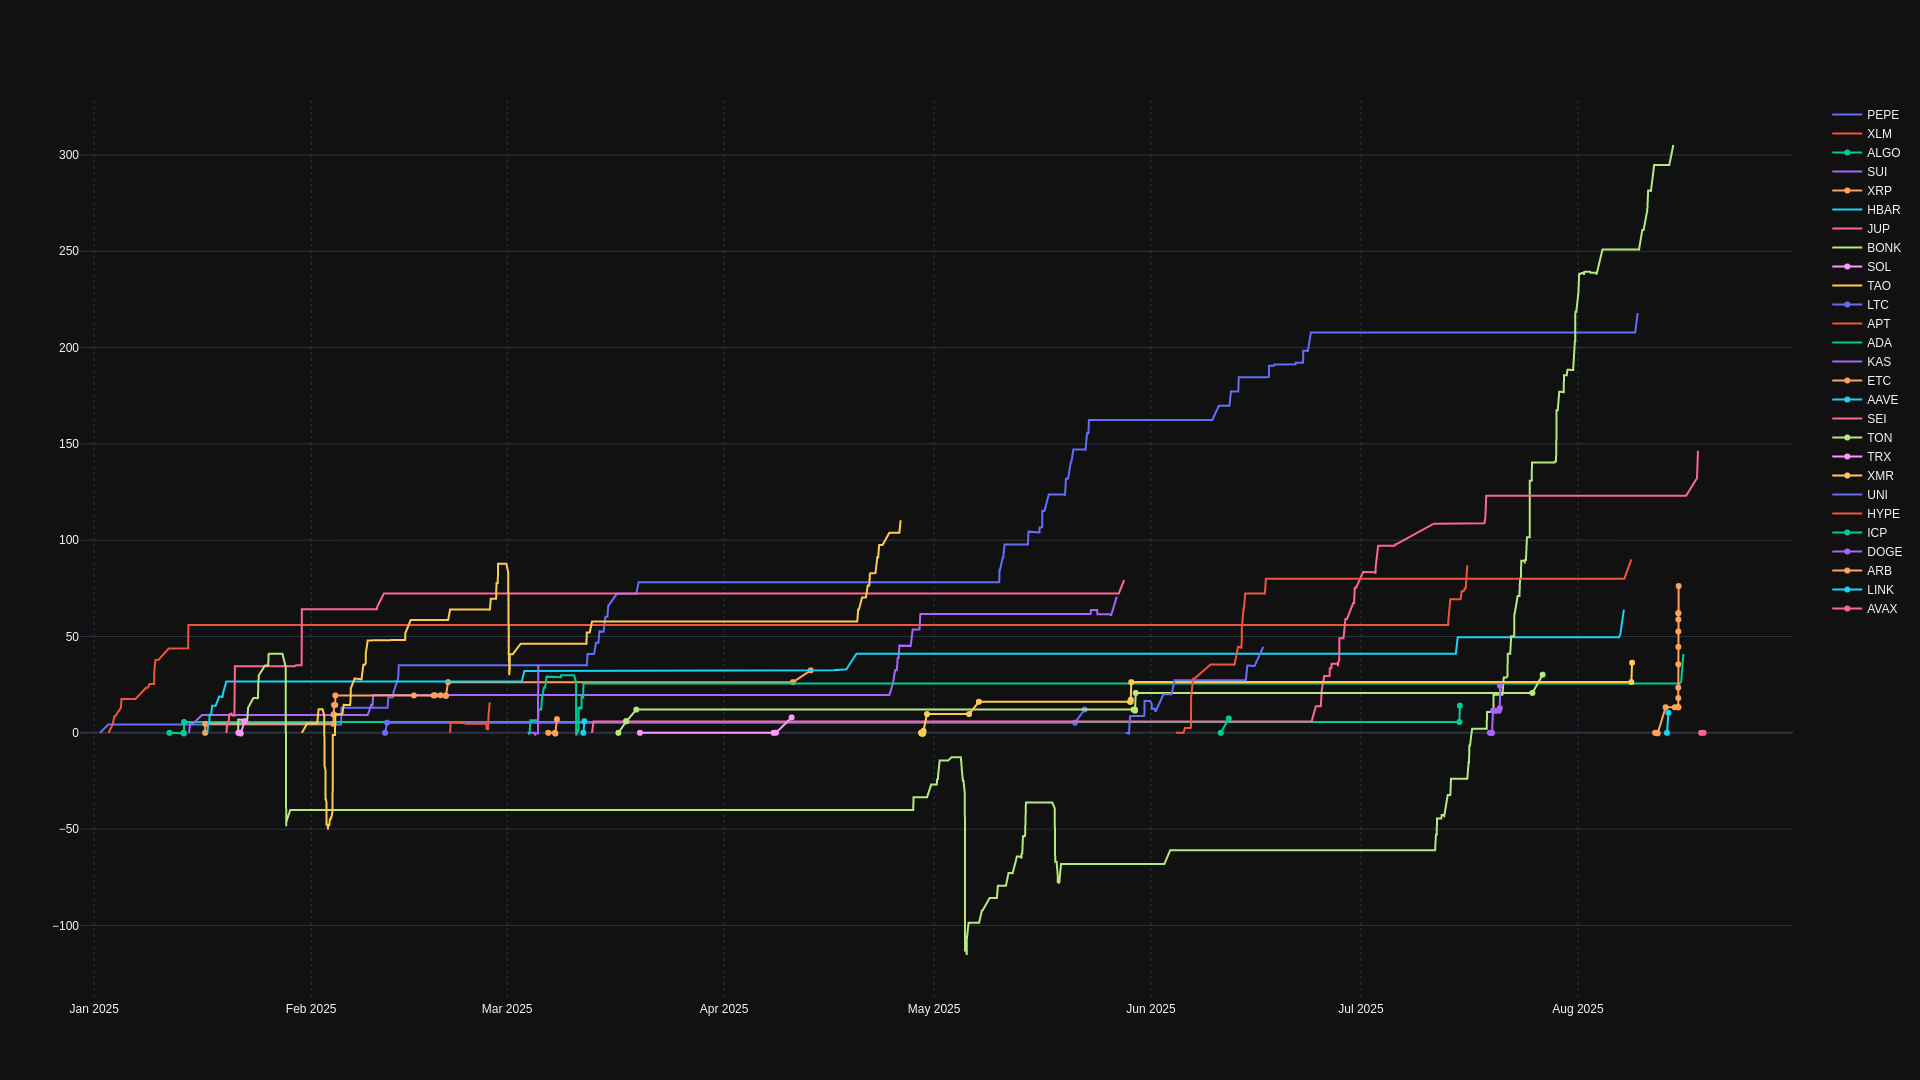 300
250
200
150
100
50
0
−50
−100
Jan 2025
Feb 2025
Mar 2025
Apr 2025
May 2025
Jun 2025
Jul 2025
Aug 2025
PEPE
XLM
ALGO
SUI
XRP
HBAR
JUP
BONK
SOL
TAO
LTC
APT
ADA
KAS
ETC
AAVE
SEI
TON
TRX
XMR
UNI
HYPE
ICP
DOGE
ARB
LINK
AVAX